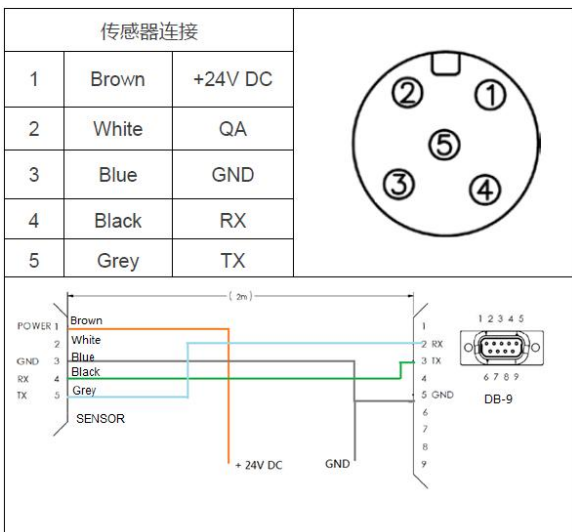 传感器连接
1 Brown +24V DC
2 White QA
3 Blue GND
4 Black RX
5 Grey TX
② ①
⑤
③ ④
( 2m )
POWER 1 Brown
2 White
GND 3 Blue
RX 4 Black
TX 5 Grey
SENSOR
+ 24V DC
GND
1
2 RX
3 TX
4
5 GND
6
7
8
9
1 2 3 4 5
6 7 8 9
DB-9